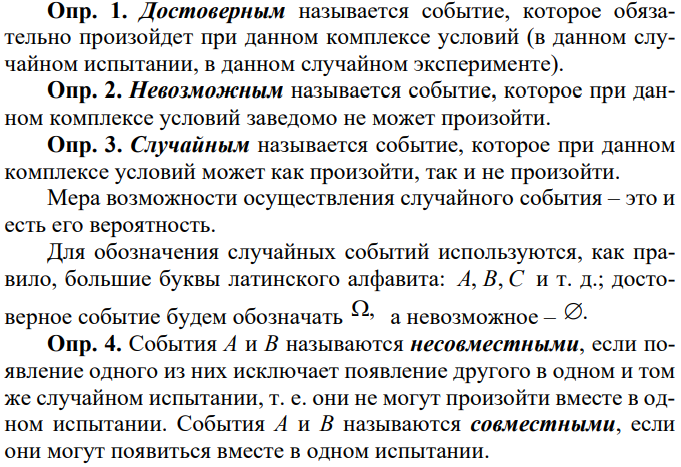 Опр. 1. Достоверным называется событие, которое обяза-
тельно произойдет при данном комплексе условий (в данном слу-
чайном испытании, в данном случайном эксперименте).
Опр. 2. Невозможным называется событие, которое при дан-
ном комплексе условий заведомо не может произойти.
Опр. 3. Случайным называется событие, которое при данном
комплексе условий может как произойти, так и не произойти.
Мера возможности осуществления случайного события – это и
есть его вероятность.
Для обозначения случайных событий используются, как пра-
вило, большие буквы латинского алфавита: A, B, C и т. д.; досто-
верное событие будем обозначать Ω, а невозможное – ∅.
Опр. 4. События A и B называются несовместными, если по-
явление одного из них исключает появление другого в одном и том
же случайном испытании, т. е. они не могут произойти вместе в од-
ном испытании. События A и B называются совместными, если
они могут появиться вместе в одном испытании.